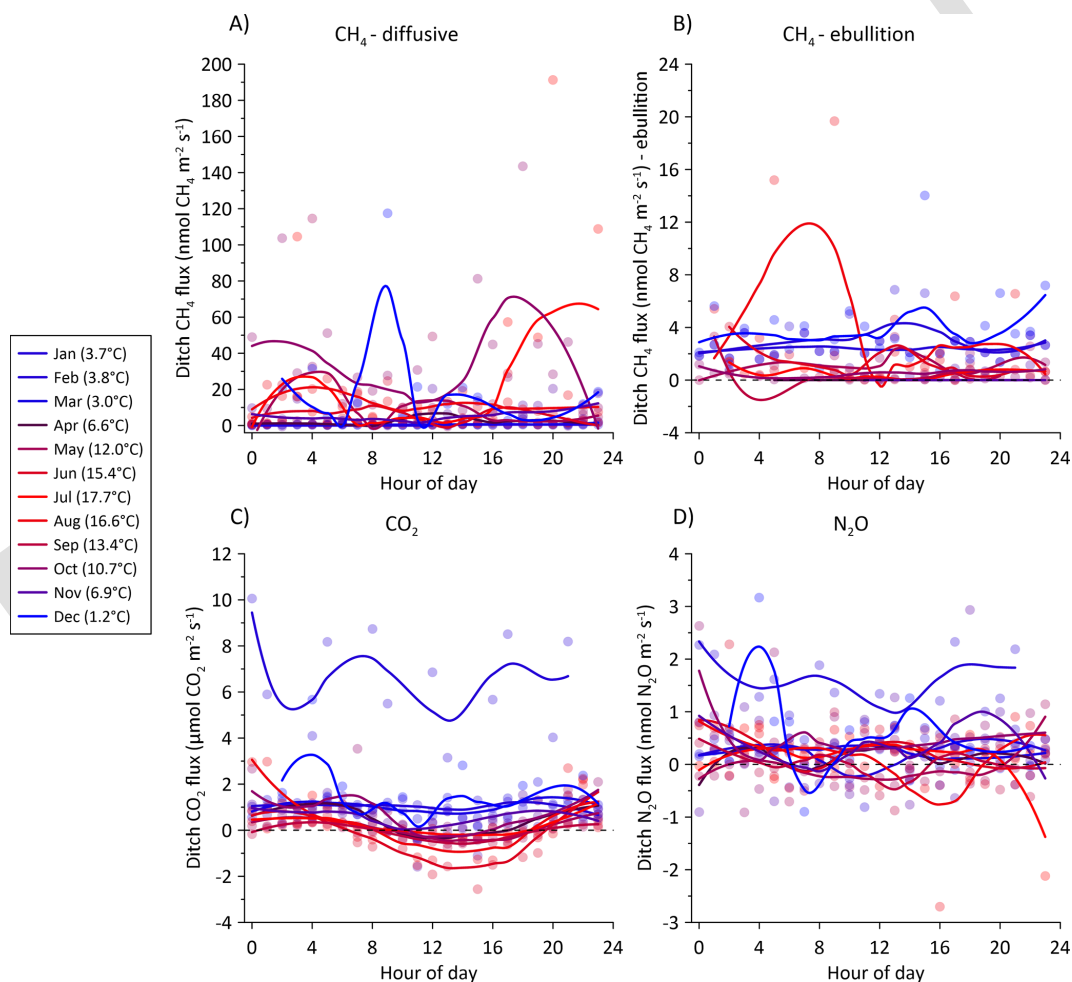 A)
CH₄ - diffusive
B)
CH₄ - ebullition
Ditch CH₄ flux (nmol CH₄ m⁻² s⁻¹)
200
180
160
140
120
100
80
60
40
20
0
0 4 8 12 16 20 24
Hour of day
Ditch CH₄ flux (nmol CH₄ m⁻² s⁻¹) - ebullition
24
20
16
12
8
4
0
-4
0 4 8 12 16 20 24
Hour of day
Jan (3.7°C)
Feb (3.8°C)
Mar (3.0°C)
Apr (6.6°C)
May (12.0°C)
Jun (15.4°C)
Jul (17.7°C)
Aug (16.6°C)
Sep (13.4°C)
Oct (10.7°C)
Nov (6.9°C)
Dec (1.2°C)
C)
CO₂
D)
N₂O
Ditch CO₂ flux (µmol CO₂ m⁻² s⁻¹)
12
10
8
6
4
2
0
-2
-4
0 4 8 12 16 20 24
Hour of day
Ditch N₂O flux (nmol N₂O m⁻² s⁻¹)
4
3
2
1
0
-1
-2
-3
0 4 8 12 16 20 24
Hour of day